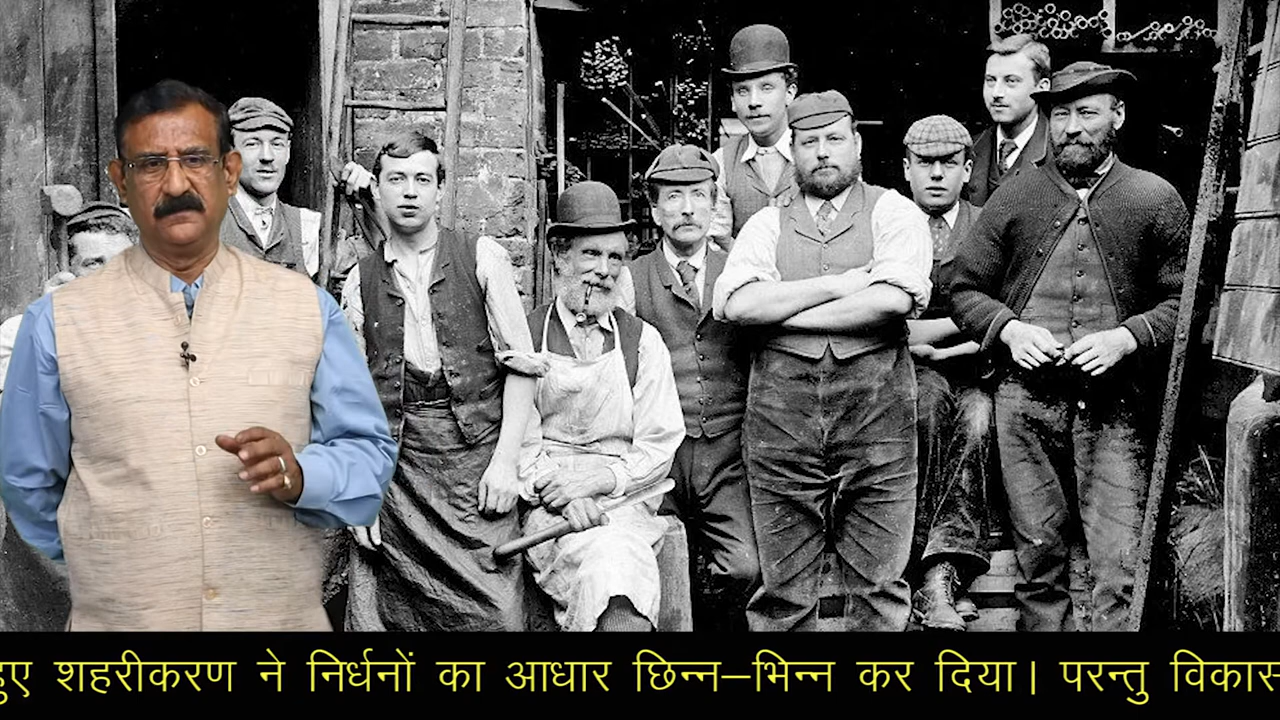 हुए शहरीकरण ने निर्धनों का आधार छिन्न–भिन्न कर दिया। परन्तु विकास